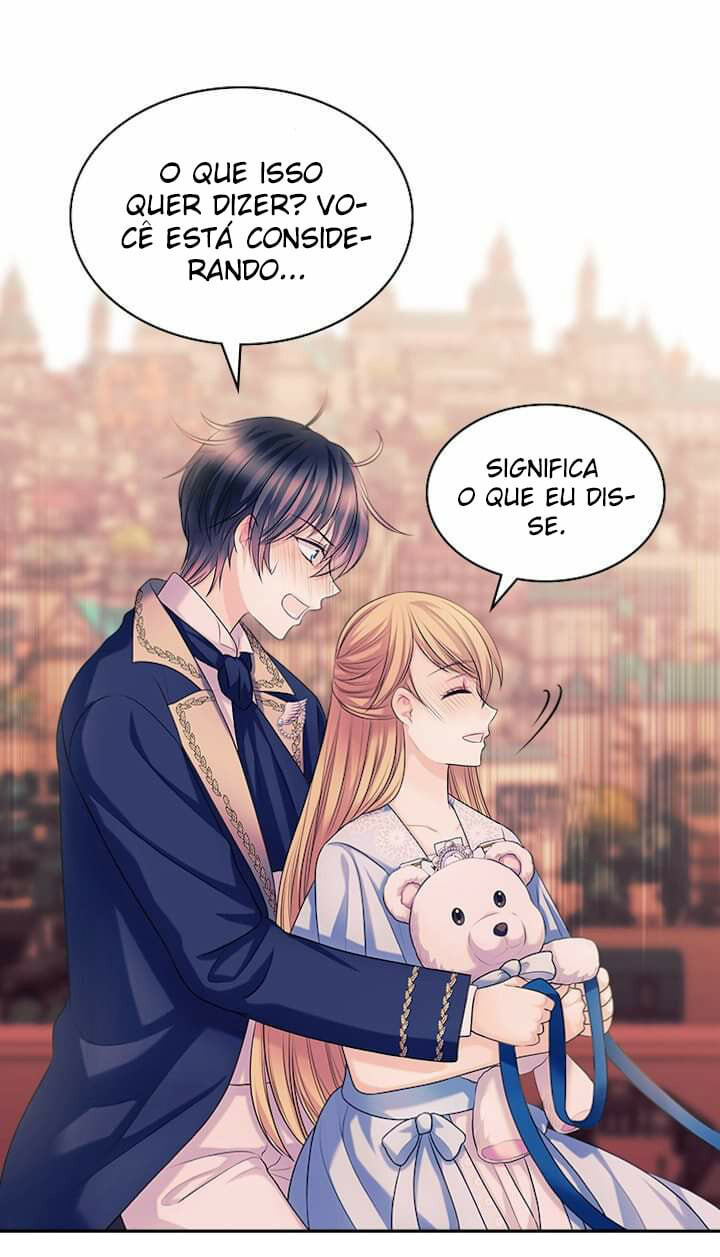 O QUE ISSO
QUER DIZER? VO-
CÊ ESTÁ CONSIDE-
RANDO...
SIGNIFICA
O QUE EU DIS-
SE.